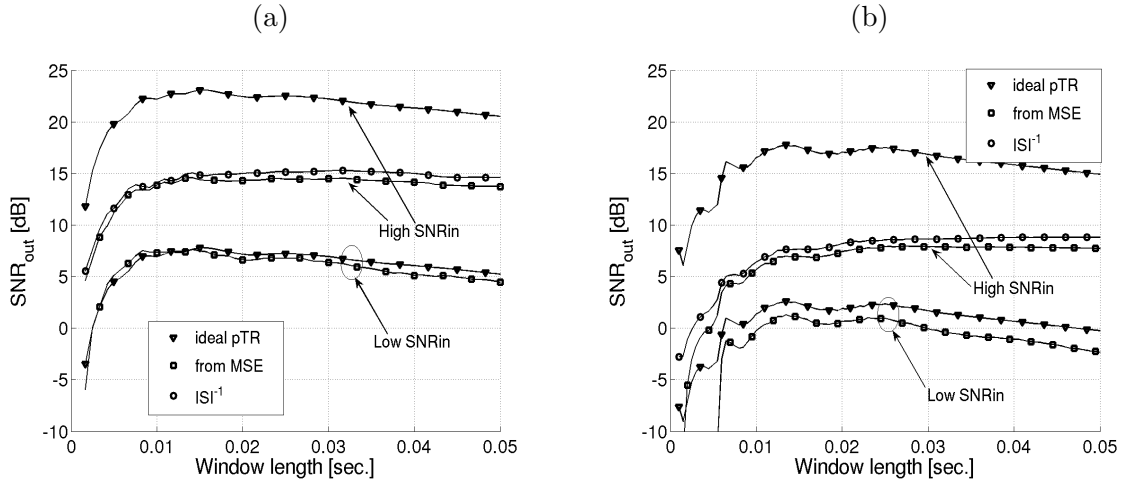 (a)
25
20
15
10
5
0
-5
-10
SNRout [dB]
High SNRin
Low SNRin
ideal pTR
from MSE
ISI-1
0 0.01 0.02 0.03 0.04 0.05
Window length [sec.]
(b)
25
20
15
10
5
0
-5
-10
SNRout [dB]
ideal pTR
from MSE
ISI-1
High SNRin
Low SNRin
0 0.01 0.02 0.03 0.04 0.05
Window length [sec.]